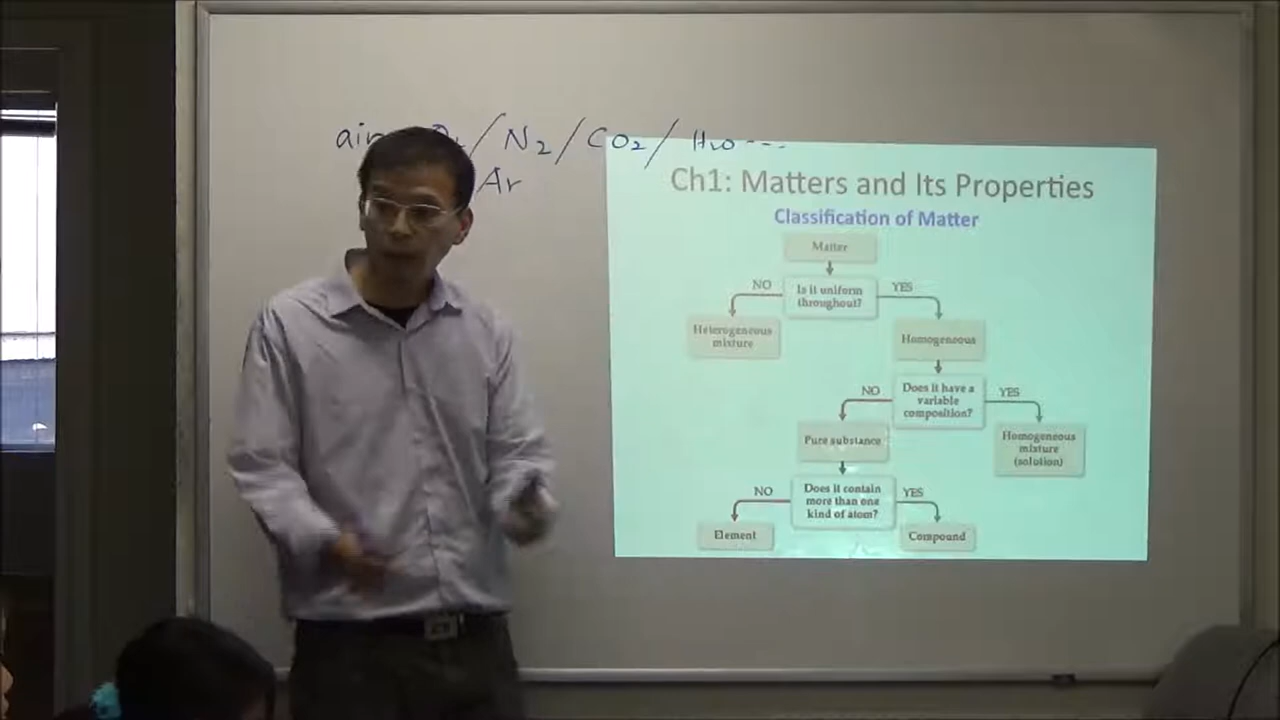 air O₂ / N₂ / CO₂ / H₂O ---
Ar
Ch1: Matters and Its Properties
Classification of Matter
Matter
NO
Is it uniform
throughout?
YES
Heterogeneous
mixture
Homogeneous
NO
Does it have a
variable
composition?
YES
Pure substance
Homogeneous
mixture
(solution)
NO
Does it contain
more than one
kind of atom?
YES
Element
Compound